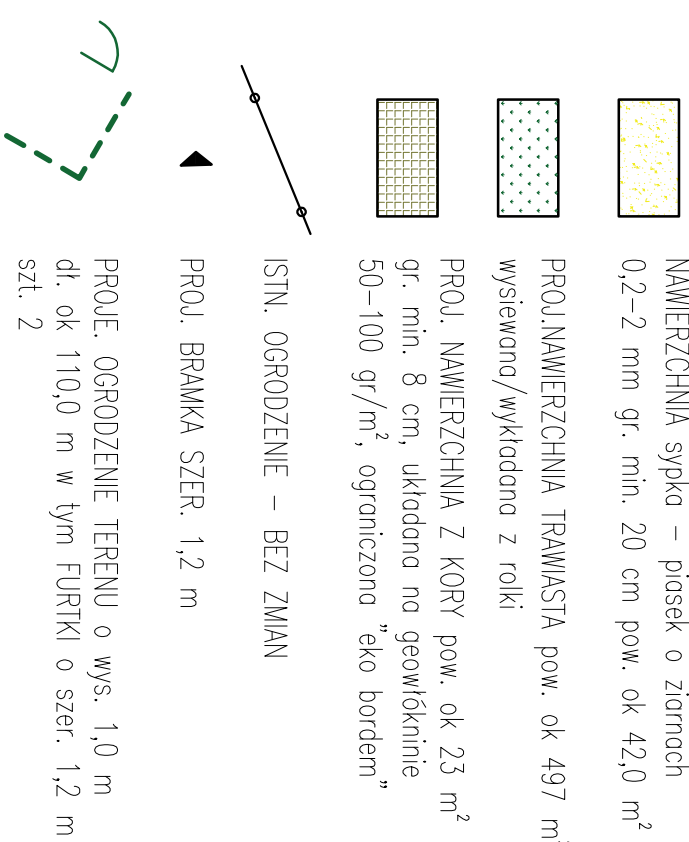 NAWIERZCHNIA sypka – piasek o ziarnach
0,2–2 mm gr. min. 20 cm pow. ok 42,0 m²
PROJ.NAWIERZCHNIA TRAWIASTA pow. ok 497 m²
wysiewana/wykładana z rolki
PROJ. NAWIERZCHNIA Z KORY pow. ok 23 m²
gr. min. 8 cm, układana na geowłókninie
50–100 gr/m², ograniczona "eko bordem"
ISTN. OGRODZENIE – BEZ ZMIAN
PROJ. BRAMKA SZER. 1,2 m
PROJE. OGRODZENIE TERENU o wys. 1,0 m
dł. ok 110,0 m w tym FURTKI o szer. 1,2 m
szt. 2